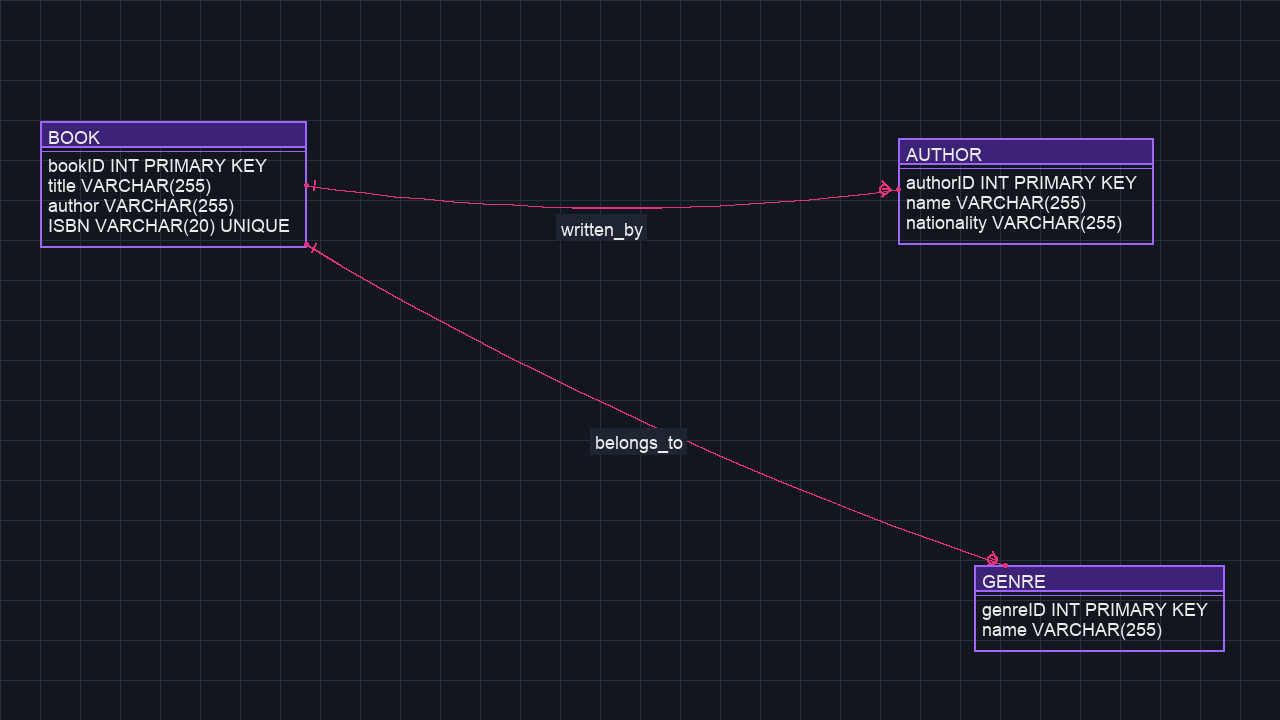 BOOK
bookID INT PRIMARY KEY
title VARCHAR(255)
author VARCHAR(255)
ISBN VARCHAR(20) UNIQUE
AUTHOR
authorID INT PRIMARY KEY
name VARCHAR(255)
nationality VARCHAR(255)
written_by
belongs_to
GENRE
genreID INT PRIMARY KEY
name VARCHAR(255)